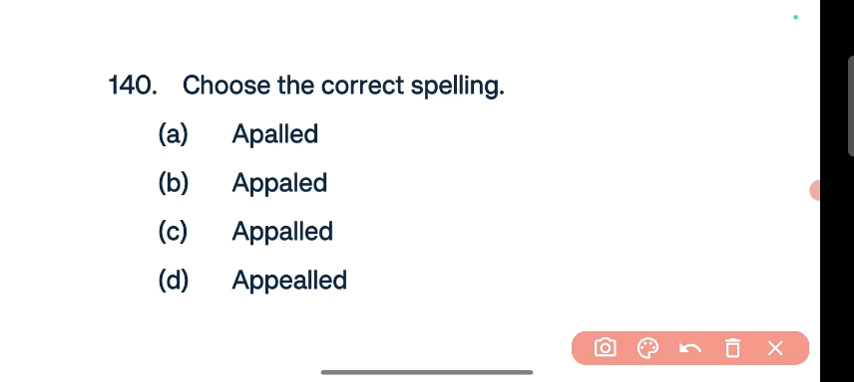 140. Choose the correct spelling.
(a) Apalled
(b) Appaled
(c) Appalled
(d) Appealled